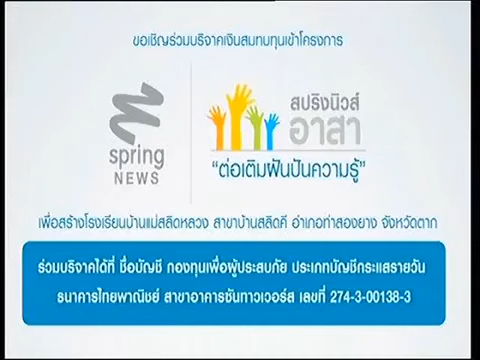 ขอเชิญร่วมบริจาคเงินสมทบทุนเข้าโครงการ
spring
NEWS
สปริงนิวส์
อาสา
“ต่อเติมฝันปันความรู้”
เพื่อสร้างโรงเรียนบ้านแม่สลิดหลวง สาขาบ้านสลิดคี อำเภอท่าสองยาง จังหวัดตาก
ร่วมบริจาคได้ที่ ชื่อบัญชี กองทุนเพื่อผู้ประสบภัย ประเภทบัญชีกระแสรายวัน
ธนาคารไทยพาณิชย์ สาขาอาคารชันทาวเวอร์ส เลขที่ 274-3-00138-3